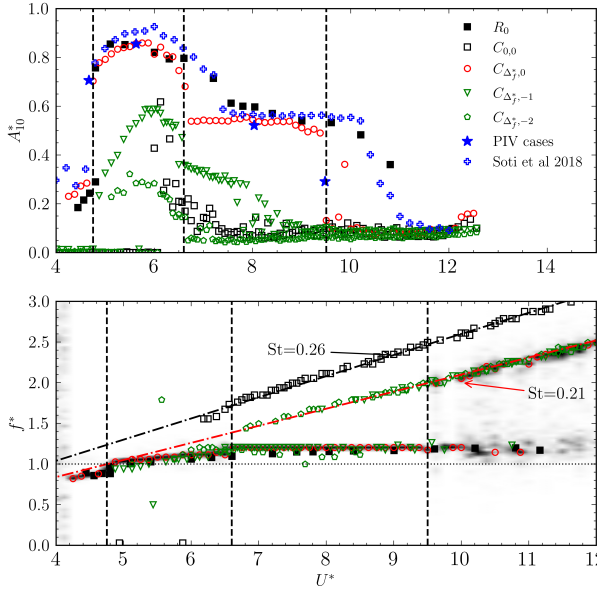 1.0
0.8
0.6
0.4
0.2
0.0
A*₁₀
R₀
C₀,₀
C_Δ*f,0
C_Δ*f,−1
C_Δ*f,−2
PIV cases
Soti et al 2018
4 6 8 10 12 14
3.0
2.5
2.0
1.5
1.0
0.5
0.0
f*
St=0.26
St=0.21
4 5 6 7 8 9 10 11 12
U*